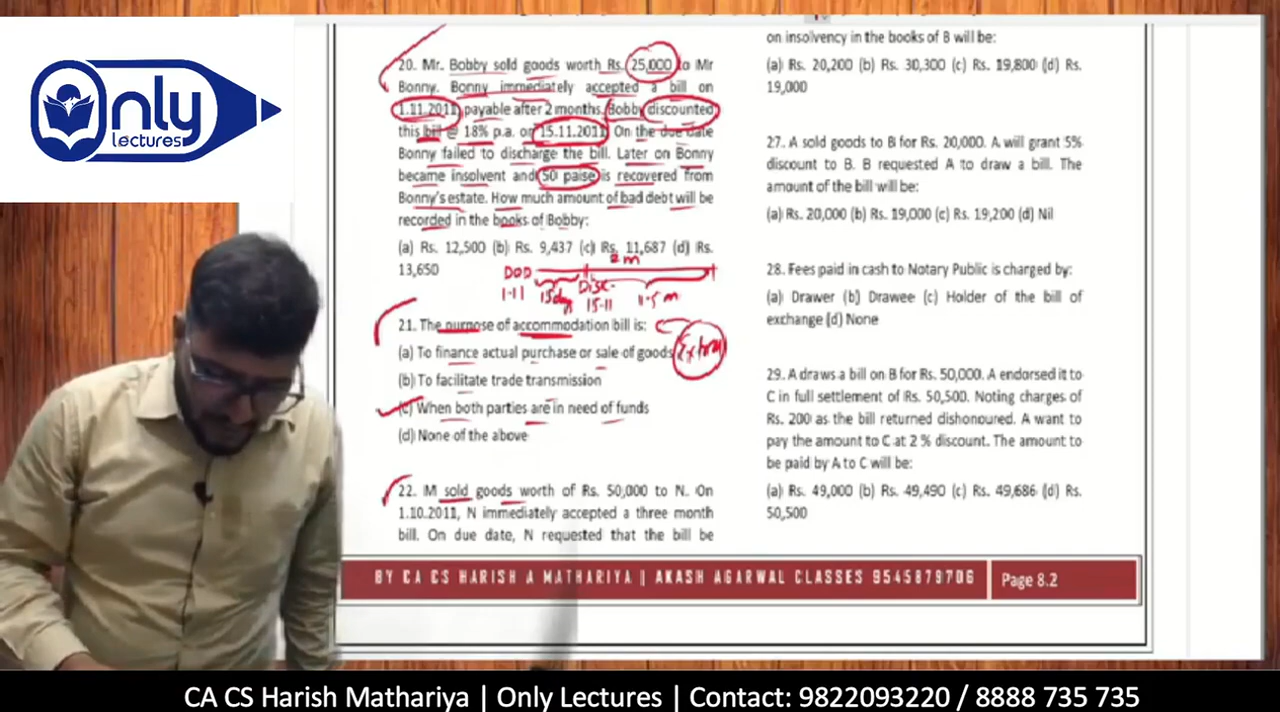 Only
lectures
20. Mr. Bobby sold goods worth Rs. 25,000 to Mr
Bonny. Bonny immediately accepted a bill on
1.11.2011, payable after 2 months. Bobby discounted
this bill @ 18% p.a. on 15.11.2011. On the due date
Bonny failed to discharge the bill. Later on Bonny
became insolvent and 50 paise is recovered from
Bonny's estate. How much amount of bad debt will be
recorded in the books of Bobby:
(a) Rs. 12,500 (b) Rs. 9,437 (c) Rs. 11,687 (d) Rs.
13,650
2m
DOD
1-11
15day
Disc.
15-11
1.5m
21. The purpose of accommodation bill is:
(a) To finance actual purchase or sale of goods
Extra
(b) To facilitate trade transmission
(c) When both parties are in need of funds
(d) None of the above
22. M sold goods worth of Rs. 50,000 to N. On
1.10.2011, N immediately accepted a three month
bill. On due date, N requested that the bill be
on insolvency in the books of B will be:
(a) Rs. 20,200 (b) Rs. 30,300 (c) Rs. 19,800 (d) Rs.
19,000
27. A sold goods to B for Rs. 20,000. A will grant 5%
discount to B. B requested A to draw a bill. The
amount of the bill will be:
(a) Rs. 20,000 (b) Rs. 19,000 (c) Rs. 19,200 (d) Nil
28. Fees paid in cash to Notary Public is charged by:
(a) Drawer (b) Drawee (c) Holder of the bill of
exchange (d) None
29. A draws a bill on B for Rs. 50,000. A endorsed it to
C in full settlement of Rs. 50,500. Noting charges of
Rs. 200 as the bill returned dishonoured. A want to
pay the amount to C at 2 % discount. The amount to
be paid by A to C will be:
(a) Rs. 49,000 (b) Rs. 49,490 (c) Rs. 49,686 (d) Rs.
50,500
BY CA CS HARISH A MATHARIYA || AKASH AGARWAL CLASSES 9545879706
Page 8.2
CA CS Harish Mathariya | Only Lectures | Contact: 9822093220 / 8888 735 735